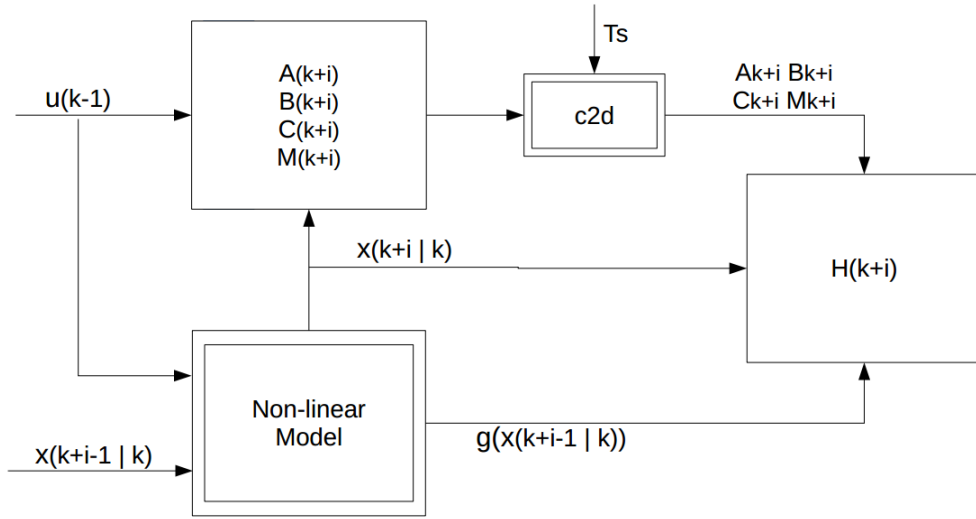 Ts
u(k-1)
A(k+i)
B(k+i)
C(k+i)
M(k+i)
c2d
Ak+i Bk+i
Ck+i Mk+i
x(k+i | k)
H(k+i)
Non-linear
Model
g(x(k+i-1 | k))
x(k+i-1 | k)